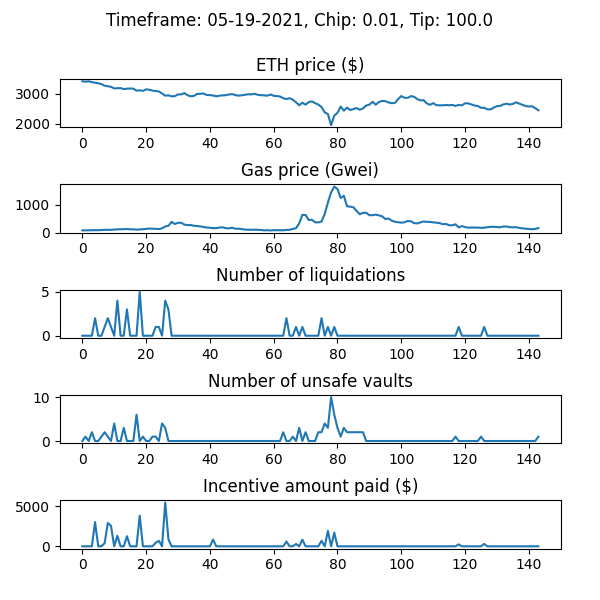 Timeframe: 05-19-2021, Chip: 0.01, Tip: 100.0
ETH price ($)
3000
2000
0 20 40 60 80 100 120 140
Gas price (Gwei)
1000
0
0 20 40 60 80 100 120 140
Number of liquidations
5
0
0 20 40 60 80 100 120 140
Number of unsafe vaults
10
0
0 20 40 60 80 100 120 140
Incentive amount paid ($)
5000
0
0 20 40 60 80 100 120 140